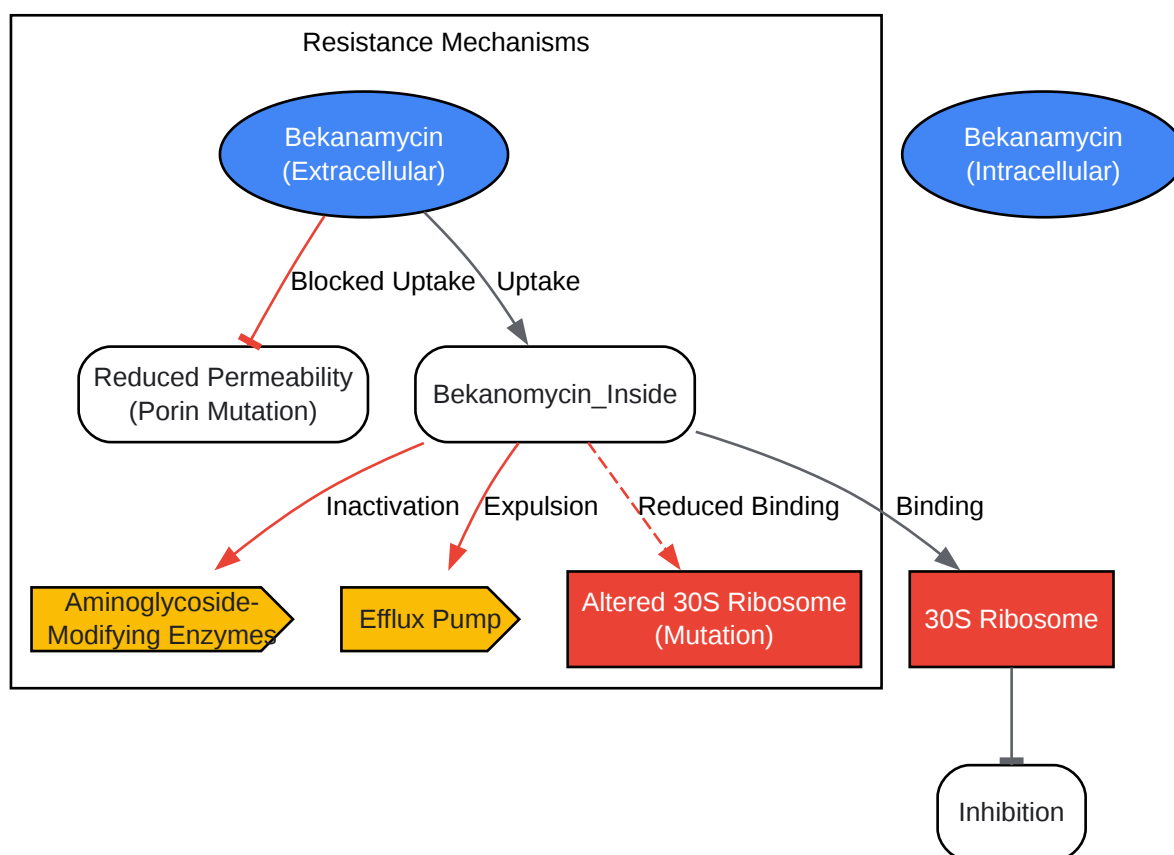 Resistance Mechanisms
Bekanamycin
(Extracellular)
Bekanamycin
(Intracellular)
Blocked Uptake
Uptake
Reduced Permeability
(Porin Mutation)
Bekanomycin_Inside
Inactivation
Expulsion
Reduced Binding
Binding
Aminoglycoside-
Modifying Enzymes
Efflux Pump
Altered 30S Ribosome
(Mutation)
30S Ribosome
Inhibition